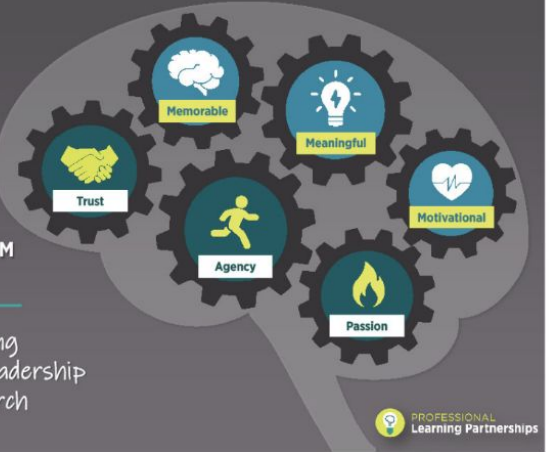 Memorable
Meaningful
Trust
Motivational
Agency
Passion
PROFESSIONAL
Learning Partnerships